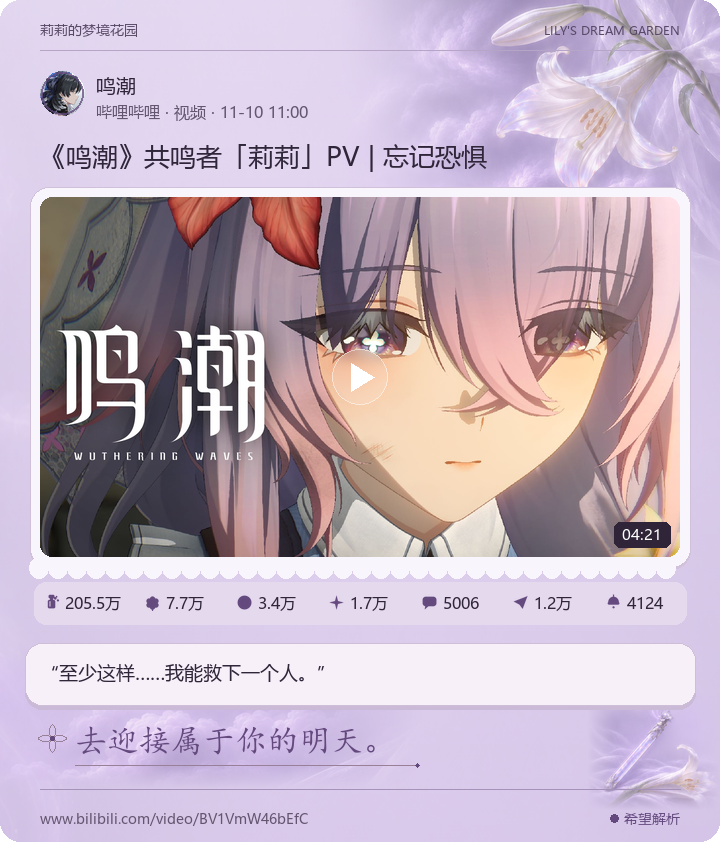 莉莉的梦境花园
LILY'S DREAM GARDEN
鸣潮
哔哩哔哩 · 视频 · 11-10 11:00
《鸣潮》共鸣者「莉莉」PV | 忘记恐惧
鸣潮
WUTHERING WAVES
04:21
205.5万 7.7万 3.4万 1.7万 5006 1.2万 4124
“至少这样……我能救下一个人。”
去迎接属于你的明天。
www.bilibili.com/video/BV1VmW46bEfC
希望解析